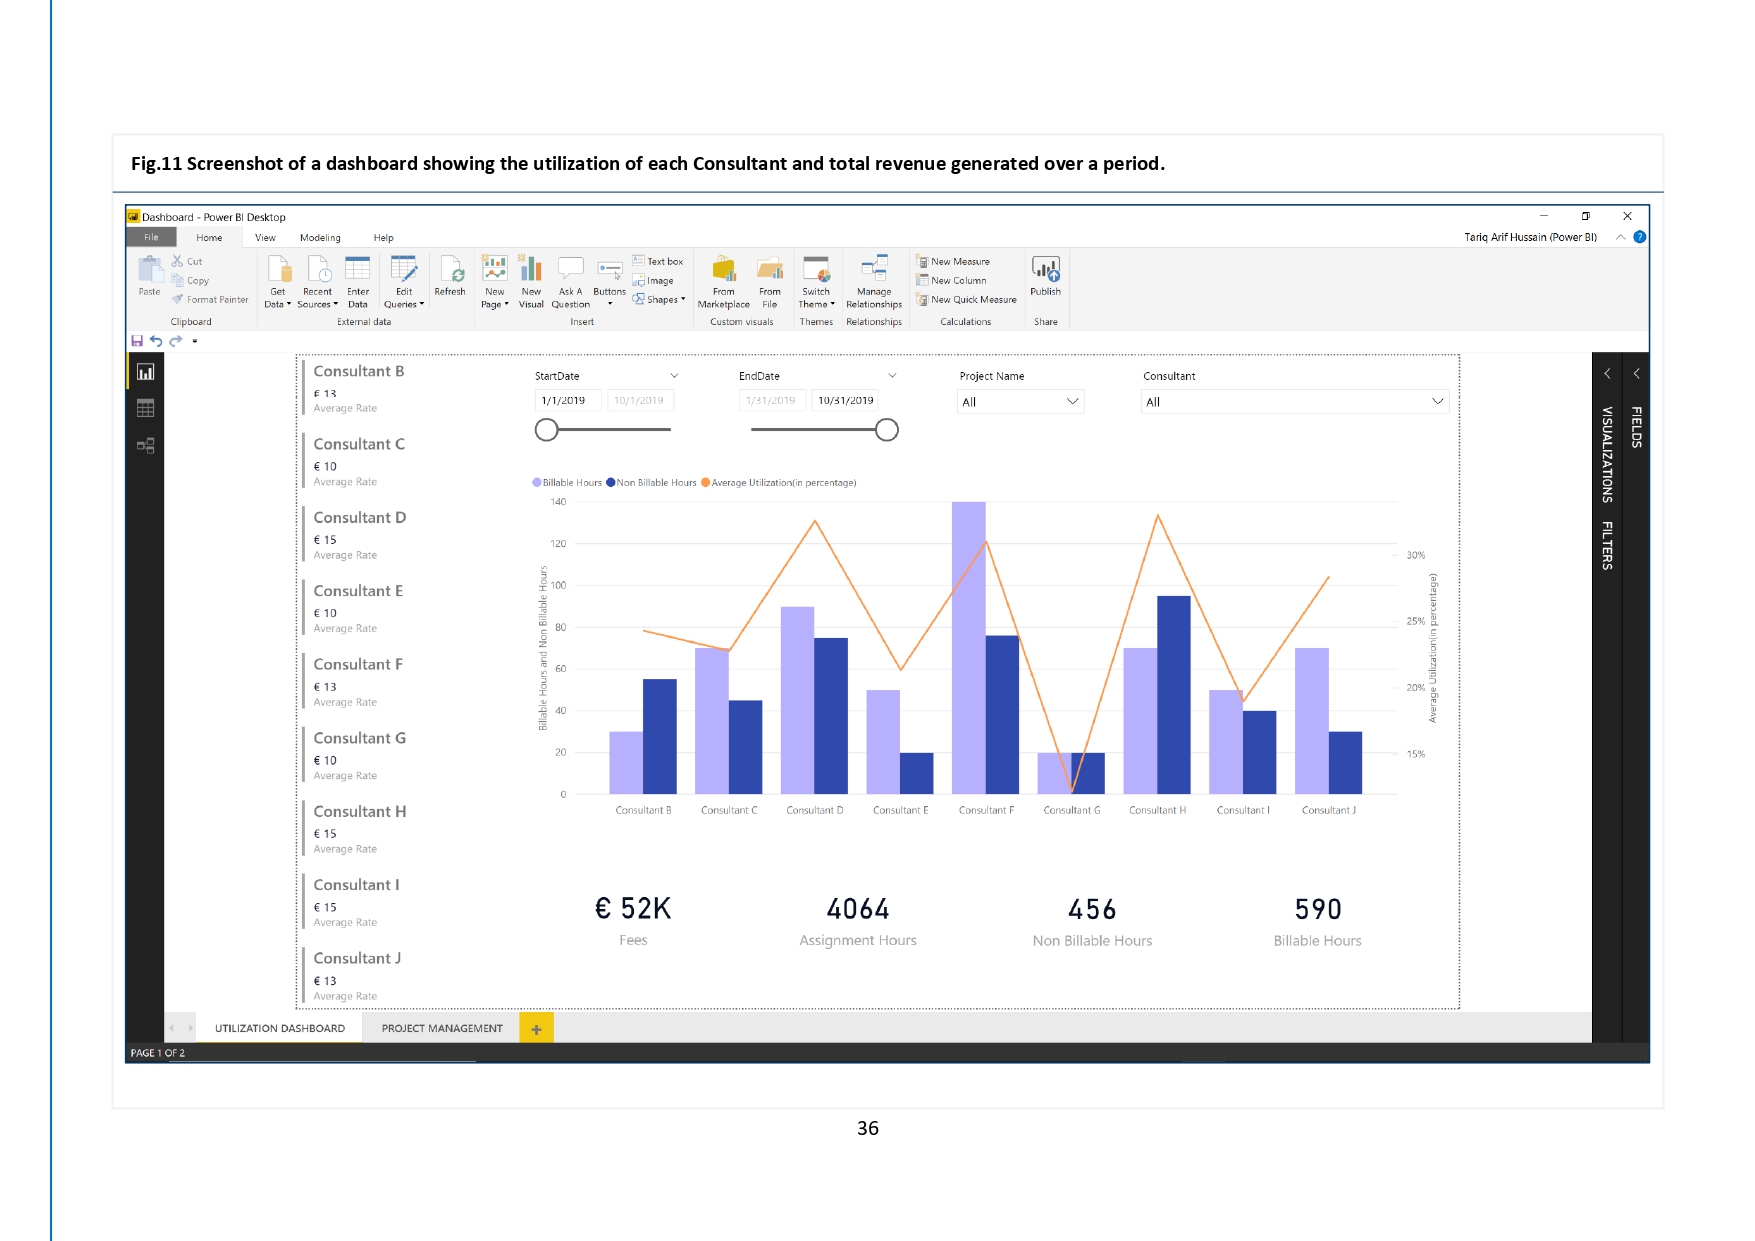 Fig.11 Screenshot of a dashboard showing the utilization of each Consultant and total revenue generated over a period.
Dashboard - Power BI Desktop
File Home View Modeling Help
Tariq Arif Hussain (Power BI)
Paste
Cut
Copy
Format Painter
Clipboard
Get Data
Recent Sources
Enter Data
Edit Queries
Refresh
External data
New Page
New Visual
Ask A Question
Buttons
Text box
Image
Shapes
Insert
From Marketplace
From File
Custom visuals
Switch Theme
Themes
Manage Relationships
Relationships
New Measure
New Column
New Quick Measure
Calculations
Publish
Share
Consultant B
€ 13
Average Rate
Consultant C
€ 10
Average Rate
Consultant D
€ 15
Average Rate
Consultant E
€ 10
Average Rate
Consultant F
€ 13
Average Rate
Consultant G
€ 10
Average Rate
Consultant H
€ 15
Average Rate
Consultant I
€ 15
Average Rate
Consultant J
€ 13
Average Rate
StartDate
1/1/2019 10/1/2019
EndDate
1/31/2019 10/31/2019
Project Name
All
Consultant
All
Billable Hours Non Billable Hours Average Utilization(in percentage)
Billable Hours and Non Billable Hours
140
120
100
80
60
40
20
0
30%
25%
20%
15%
Average Utilization(in percentage)
Consultant B Consultant C Consultant D Consultant E Consultant F Consultant G Consultant H Consultant I Consultant J
€ 52K
Fees
4064
Assignment Hours
456
Non Billable Hours
590
Billable Hours
VISUALIZATIONS
FILTERS
FIELDS
UTILIZATION DASHBOARD PROJECT MANAGEMENT +
PAGE 1 OF 2
36